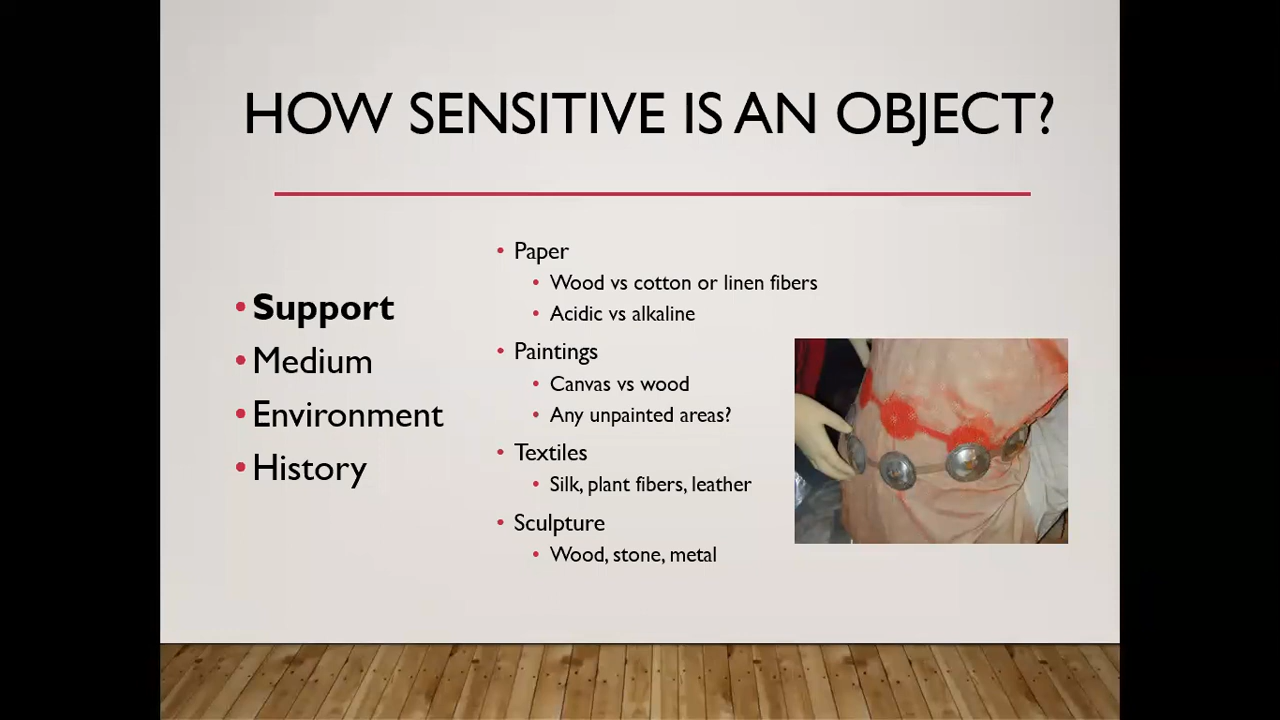 HOW SENSITIVE IS AN OBJECT?
• Support
• Medium
• Environment
• History
• Paper
• Wood vs cotton or linen fibers
• Acidic vs alkaline
• Paintings
• Canvas vs wood
• Any unpainted areas?
• Textiles
• Silk, plant fibers, leather
• Sculpture
• Wood, stone, metal